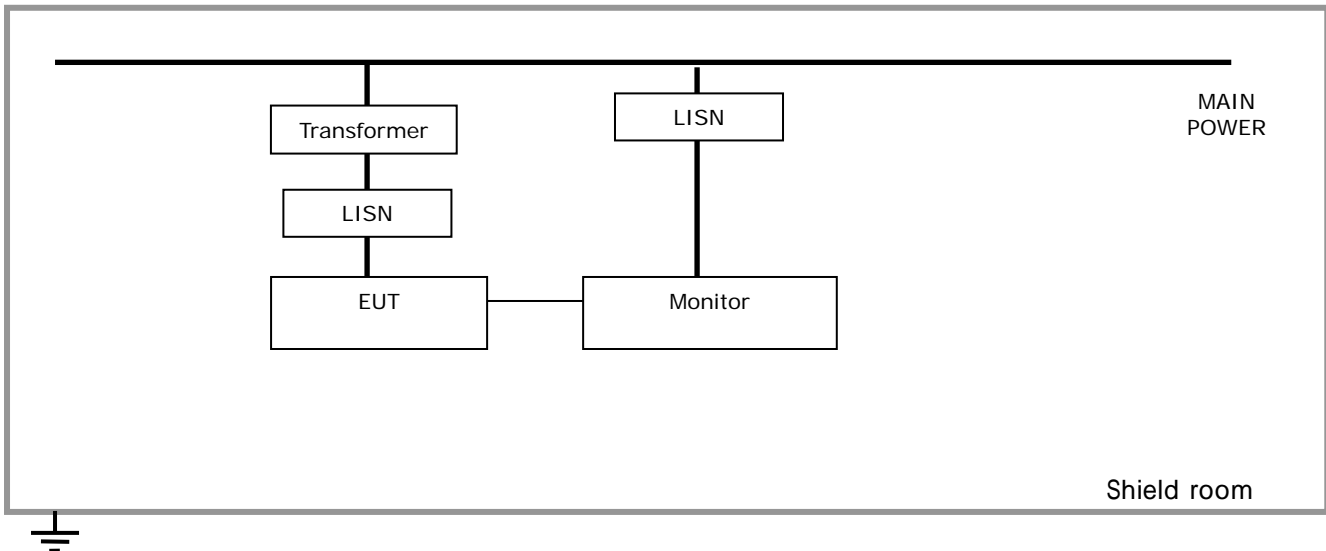 MAIN
POWER
Transformer
LISN
LISN
EUT
Monitor
Shield room